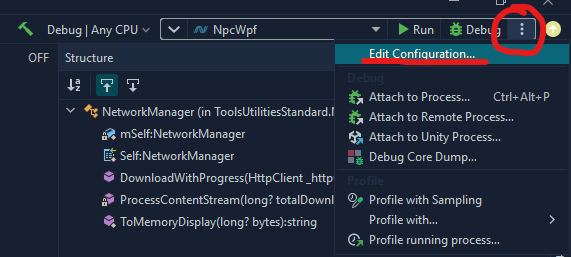 Debug | Any CPU NpcWpf Run Debug
OFF Structure
Edit Configuration...
Debug
Attach to Process... Ctrl+Alt+P
Attach to Remote Process...
Attach to Unity Process...
Debug Core Dump...
Profile
Profile with Sampling
Profile with...
Profile running process...
NetworkManager (in ToolsUtilitiesStandard.N
mSelf:NetworkManager
Self:NetworkManager
DownloadWithProgress(HttpClient _http
ProcessContentStream(long? totalDown
ToMemoryDisplay(long? bytes):string